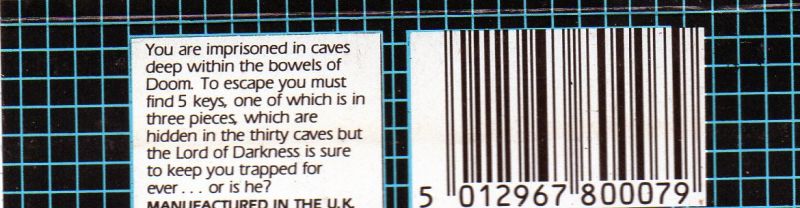 You are imprisoned in caves
deep within the bowels of
Doom. To escape you must
find 5 keys, one of which is in
three pieces, which are
hidden in the thirty caves but
the Lord of Darkness is sure
to keep you trapped for
ever... or is he?
MANUFACTURED IN THE U.K.
5 012967 800079